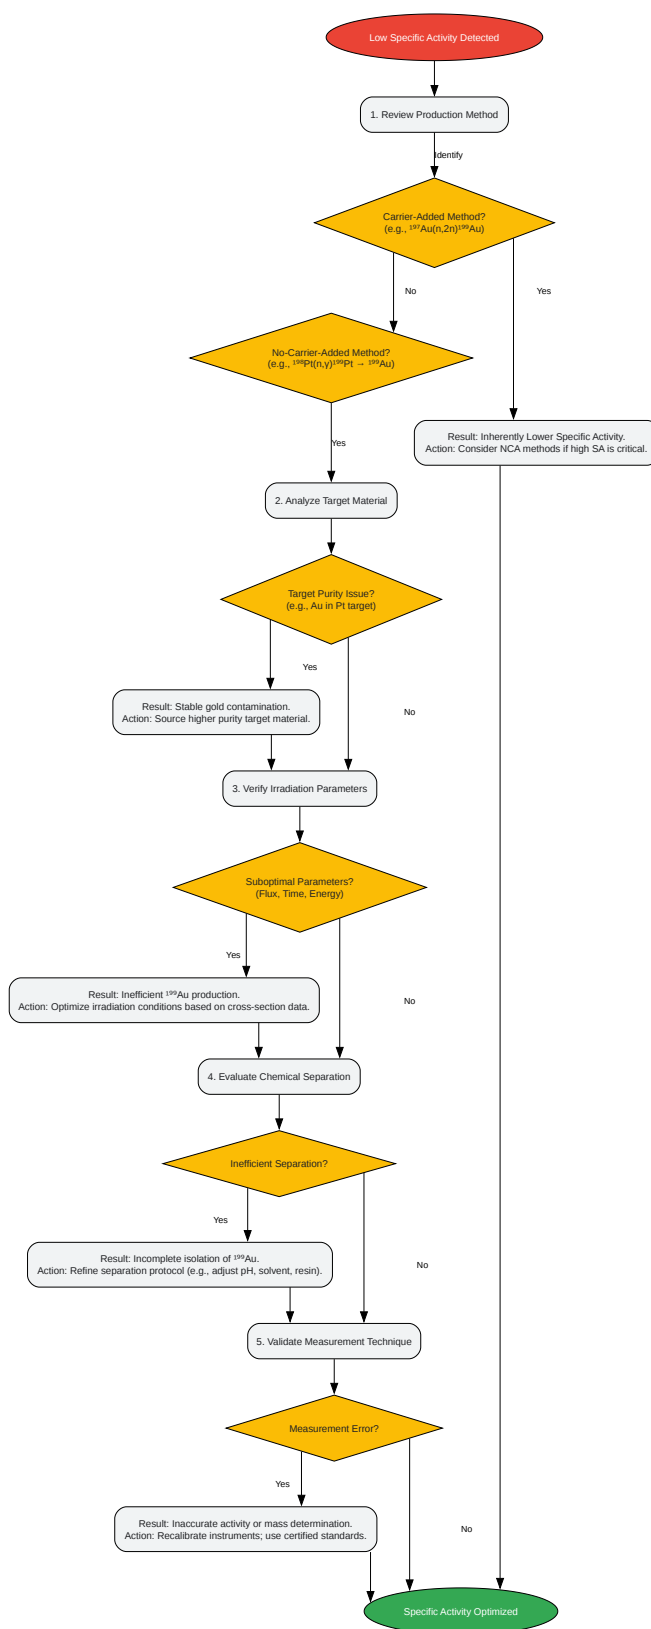 Low Specific Activity Detected
1. Review Production Method
Identify
Carrier-Added Method?
(e.g., ¹⁹⁷Au(n,2n)¹⁹⁹Au)
No
Yes
No-Carrier-Added Method?
(e.g., ¹⁹⁸Pt(n,γ)¹⁹⁹Pt → ¹⁹⁹Au)
Result: Inherently Lower Specific Activity.
Action: Consider NCA methods if high SA is critical.
Yes
2. Analyze Target Material
Target Purity Issue?
(e.g., Au in Pt target)
Yes
No
Result: Stable gold contamination.
Action: Source higher purity target material.
3. Verify Irradiation Parameters
Suboptimal Parameters?
(Flux, Time, Energy)
Yes
No
Result: Inefficient ¹⁹⁹Au production.
Action: Optimize irradiation conditions based on cross-section data.
4. Evaluate Chemical Separation
Inefficient Separation?
Yes
No
Result: Incomplete isolation of ¹⁹⁹Au.
Action: Refine separation protocol (e.g., adjust pH, solvent, resin).
5. Validate Measurement Technique
Measurement Error?
Yes
No
Result: Inaccurate activity or mass determination.
Action: Recalibrate instruments; use certified standards.
Specific Activity Optimized